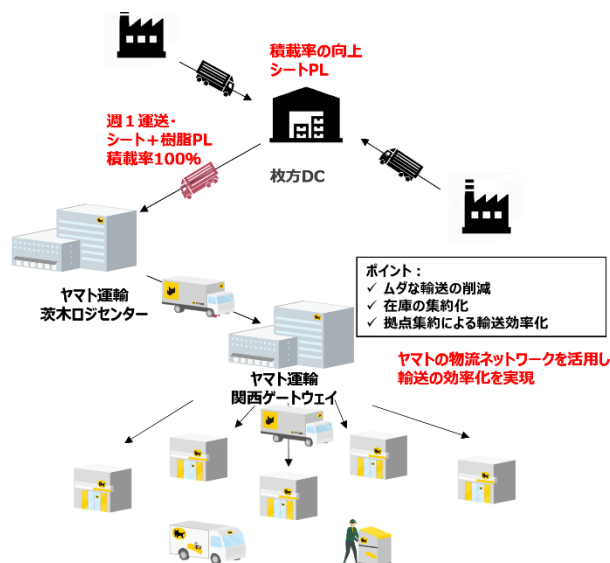 積載率の向上
シートPL
週1運送・
シート+樹脂PL
積載率100%
枚方DC
ヤマト運輸
茨木ロジセンター
ポイント:
✓ ムダな輸送の削減
✓ 在庫の集約化
✓ 拠点集約による輸送効率化
ヤマトの物流ネットワークを活用し
輸送の効率化を実現
ヤマト運輸
関西ゲートウェイ